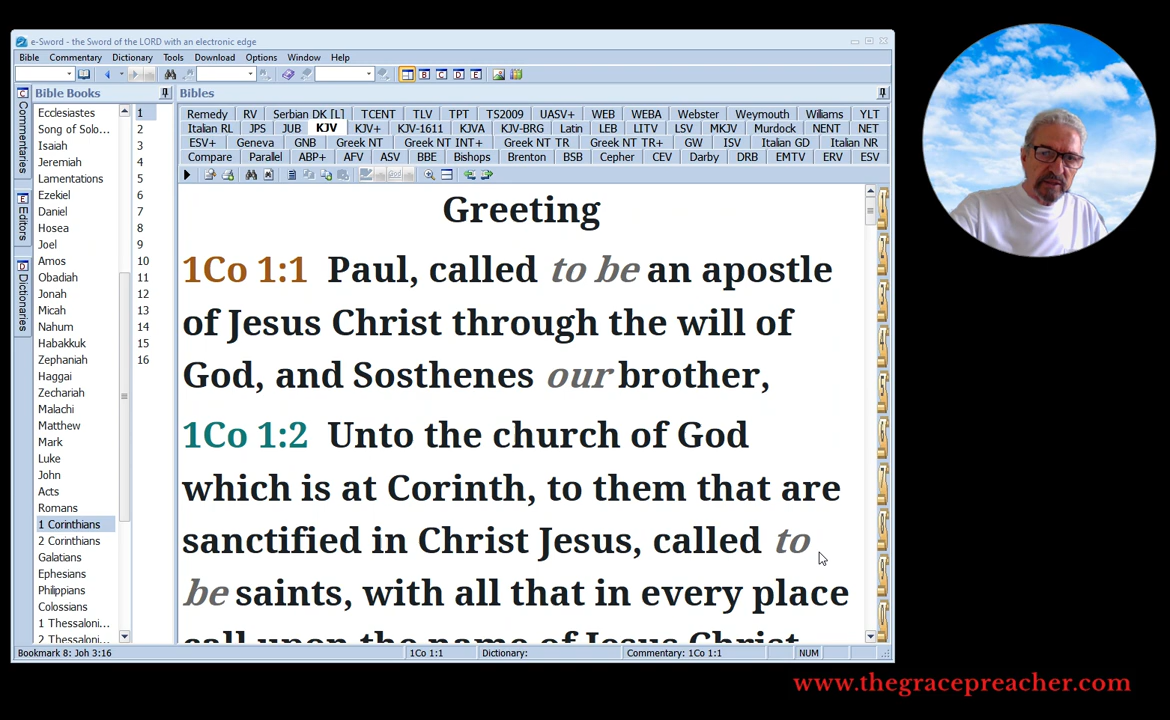 e-Sword - the Sword of the LORD with an electronic edge
Bible Commentary Dictionary Tools Download Options Window Help
B C D E
Bible Books
Bibles
Commentaries
Editors
Dictionaries
Ecclesiastes
Song of Solo...
Isaiah
Jeremiah
Lamentations
Ezekiel
Daniel
Hosea
Joel
Amos
Obadiah
Jonah
Micah
Nahum
Habakkuk
Zephaniah
Haggai
Zechariah
Malachi
Matthew
Mark
Luke
John
Acts
Romans
1 Corinthians
2 Corinthians
Galatians
Ephesians
Philippians
Colossians
1 Thessaloni...
2 Thessaloni...
1
2
3
4
5
6
7
8
9
10
11
12
13
14
15
16
Remedy RV Serbian DK [L] TCENT TLV TPT TS2009 UASV+ WEB WEBA Webster Weymouth Wiliams YLT
Italian RL JPS JUB KJV KJV+ KJV-1611 KJVA KJV-BRG Latin LEB LITV LSV MKJV Murdock NENT NET
ESV+ Geneva GNB Greek NT Greek NT INT+ Greek NT TR Greek NT TR+ GW ISV Italian GD Italian NR
Compare Parallel ABP+ AFV ASV BBE Bishops Brenton BSB Cepher CEV Darby DRB EMTV ERV ESV
Greeting
1Co 1:1 Paul, called to be an apostle
of Jesus Christ through the will of
God, and Sosthenes our brother,
1Co 1:2 Unto the church of God
which is at Corinth, to them that are
sanctified in Christ Jesus, called to
be saints, with all that in every place
call upon the name of Jesus Christ
Bookmark 8: Joh 3:16 1Co 1:1 Dictionary: Commentary: 1Co 1:1 NUM
www.thegracepreacher.com